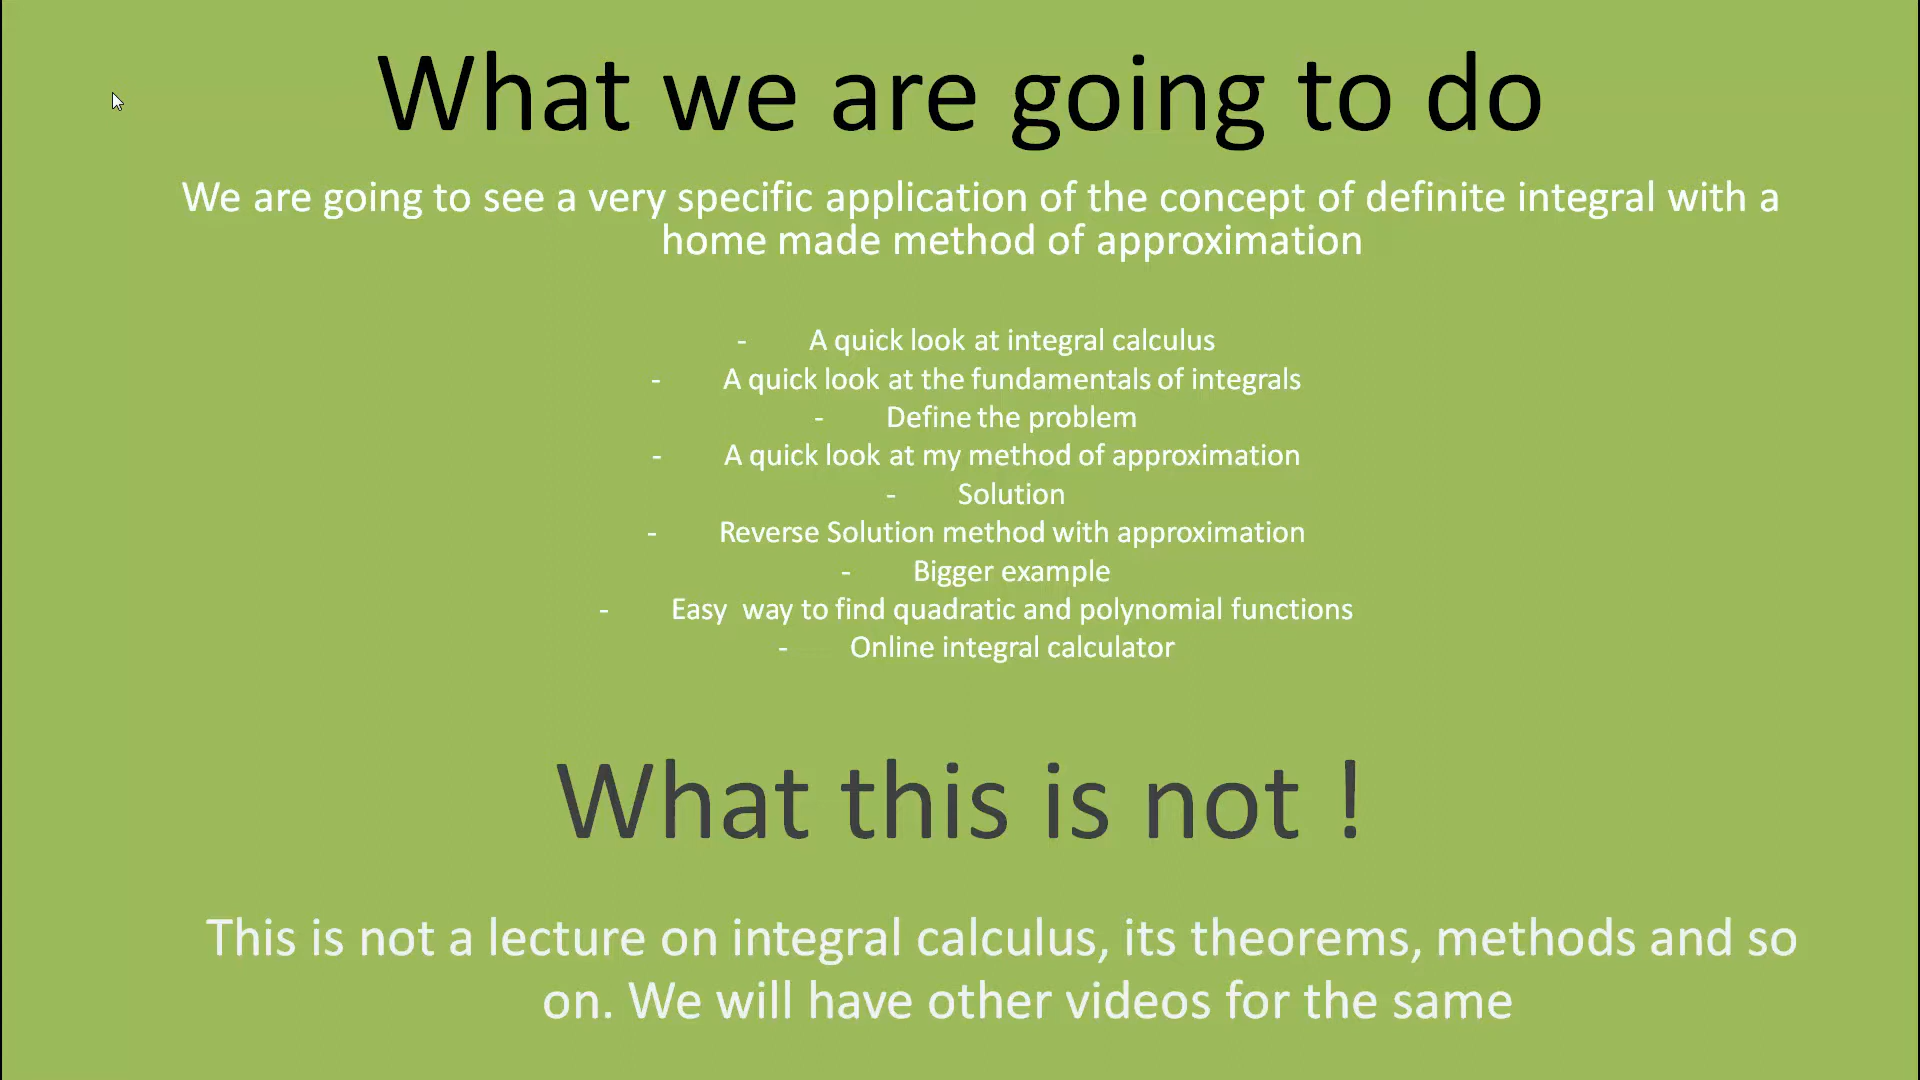 What we are going to do
We are going to see a very specific application of the concept of definite integral with a
home made method of approximation
- A quick look at integral calculus
- A quick look at the fundamentals of integrals
- Define the problem
- A quick look at my method of approximation
- Solution
- Reverse Solution method with approximation
- Bigger example
- Easy  way to find quadratic and polynomial functions
- Online integral calculator
What this is not !
This is not a lecture on integral calculus, its theorems, methods and so
on. We will have other videos for the same